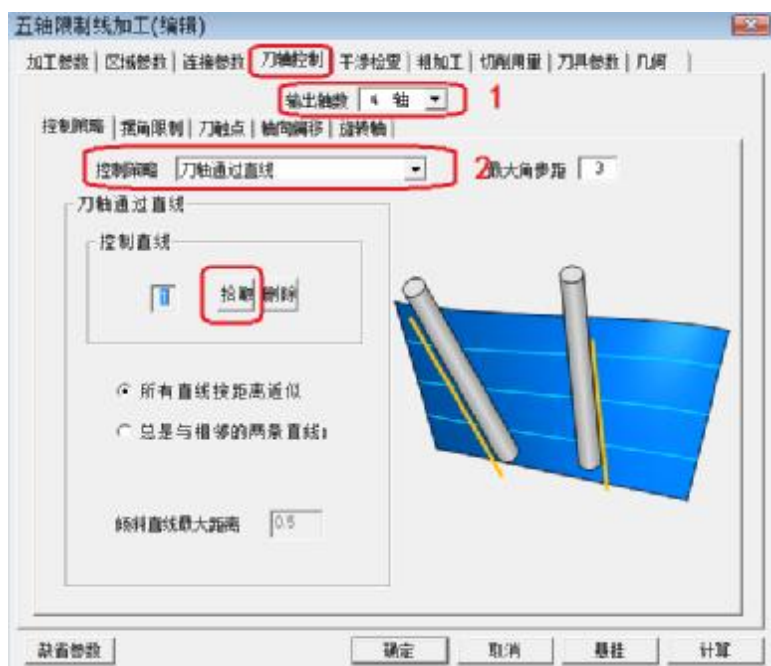 五轴限制线加工(编辑)
加工参数 区域参数 连接参数 刀轴控制 干涉检查 粗加工 切削用量 刀具参数 几何
输出轴数 4 轴 1
控制策略 摆角限制 刀触点 轴向偏移 旋转轴
控制策略 刀轴通过直线 2 最大角步距 3
刀轴通过直线
控制直线
拾取 删除
所有直线按距离近似
总是与相邻的两条直线
倾斜直线最大距离 0.5
缺省参数 确定 取消 悬挂 计算